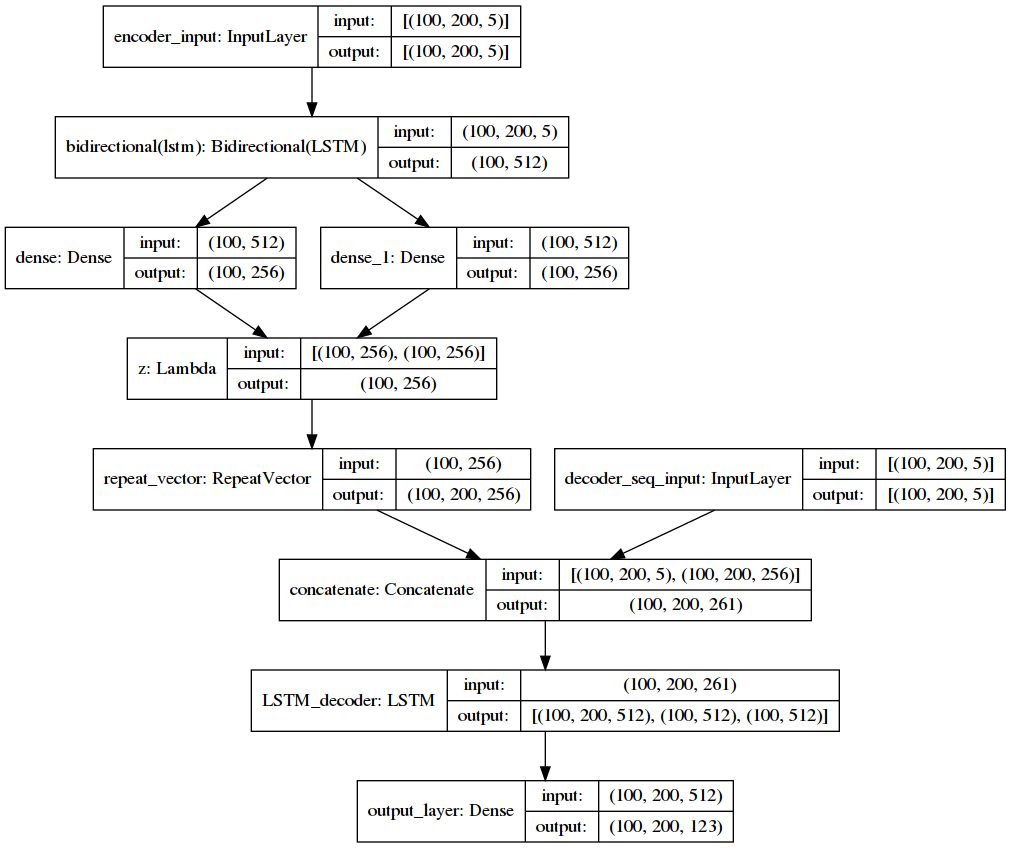 encoder_input: InputLayer
input: [(100, 200, 5)]
output: [(100, 200, 5)]
bidirectional(lstm): Bidirectional(LSTM)
input: (100, 200, 5)
output: (100, 512)
dense: Dense
input: (100, 512)
output: (100, 256)
dense_1: Dense
input: (100, 512)
output: (100, 256)
z: Lambda
input: [(100, 256), (100, 256)]
output: (100, 256)
repeat_vector: RepeatVector
input: (100, 256)
output: (100, 200, 256)
decoder_seq_input: InputLayer
input: [(100, 200, 5)]
output: [(100, 200, 5)]
concatenate: Concatenate
input: [(100, 200, 5), (100, 200, 256)]
output: (100, 200, 261)
LSTM_decoder: LSTM
input: (100, 200, 261)
output: [(100, 200, 512), (100, 512), (100, 512)]
output_layer: Dense
input: (100, 200, 512)
output: (100, 200, 123)